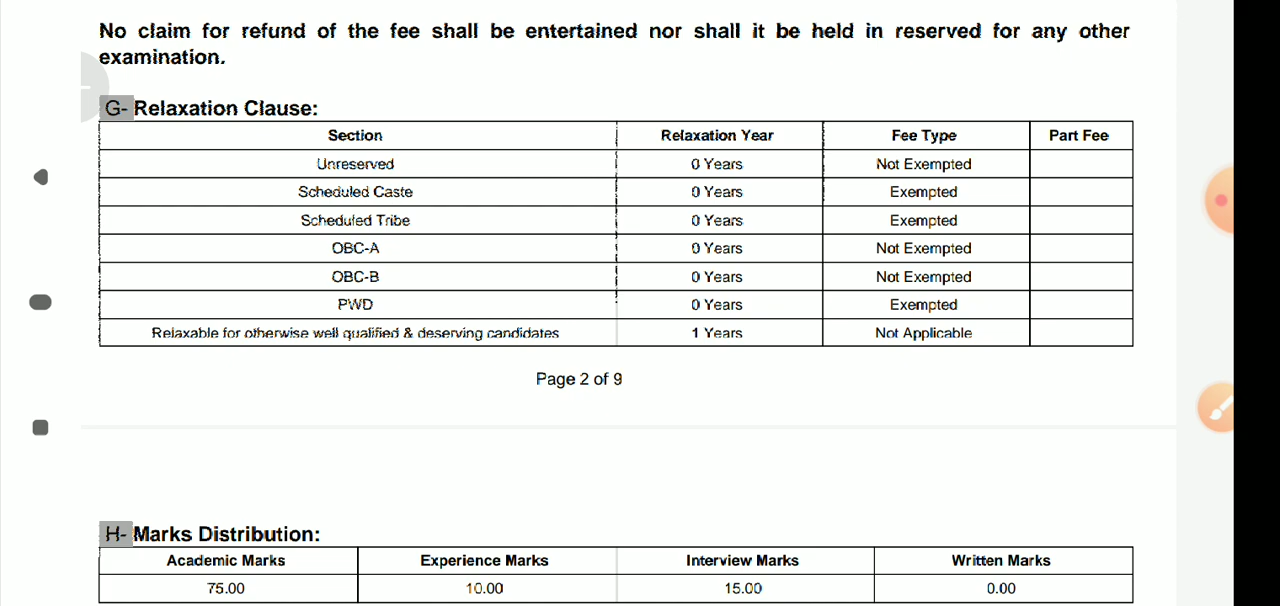 No claim for refund of the fee shall be entertained nor shall it be held in reserved for any other
examination.
G- Relaxation Clause:
Section Relaxation Year Fee Type Part Fee
Unreserved 0 Years Not Exempted
Scheduled Caste 0 Years Exempted
Scheduled Tribe 0 Years Exempted
OBC-A 0 Years Not Exempted
OBC-B 0 Years Not Exempted
PWD 0 Years Exempted
Relaxable for otherwise well qualified & deserving candidates 1 Years Not Applicable
Page 2 of 9
H- Marks Distribution:
Academic Marks Experience Marks Interview Marks Written Marks
75.00 10.00 15.00 0.00